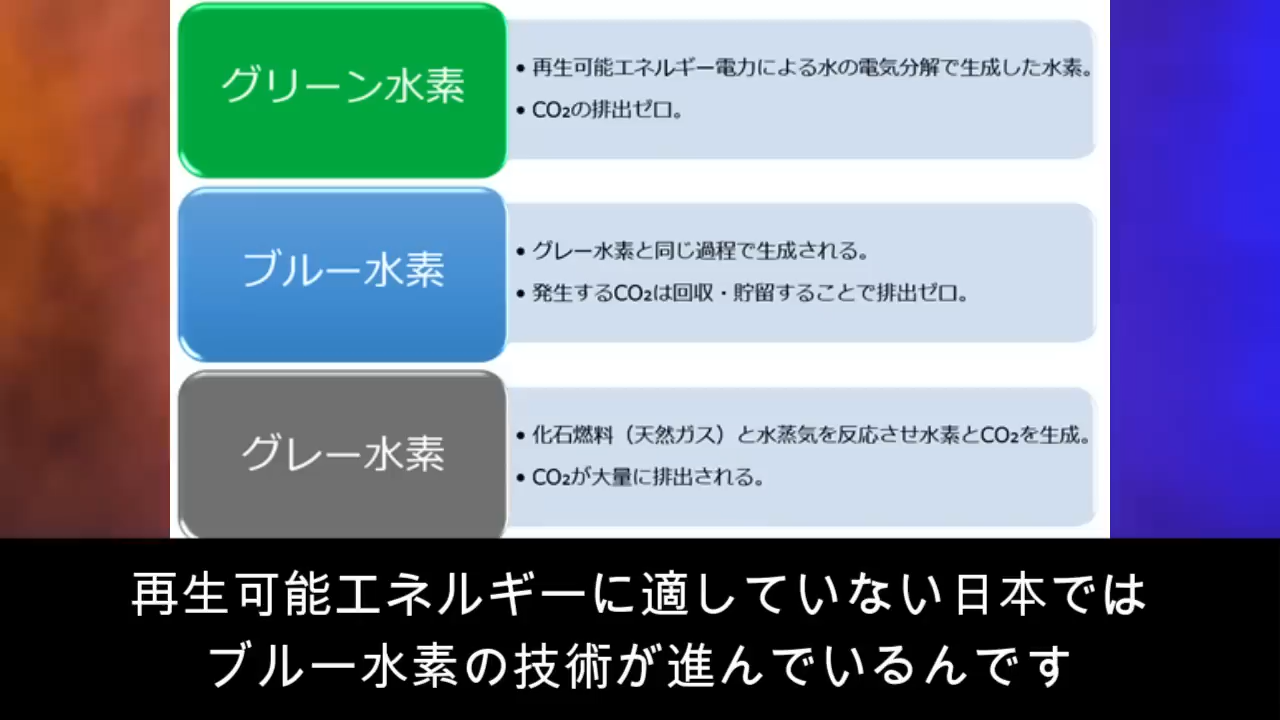 グリーン水素
• 再生可能エネルギー電力による水の電気分解で生成した水素。
• CO₂の排出ゼロ。
ブルー水素
• グレー水素と同じ過程で生成される。
• 発生するCO₂は回収・貯留することで排出ゼロ。
グレー水素
• 化石燃料（天然ガス）と水蒸気を反応させ水素とCO₂を生成。
• CO₂が大量に排出される。
再生可能エネルギーに適していない日本では
ブルー水素の技術が進んでいるんです